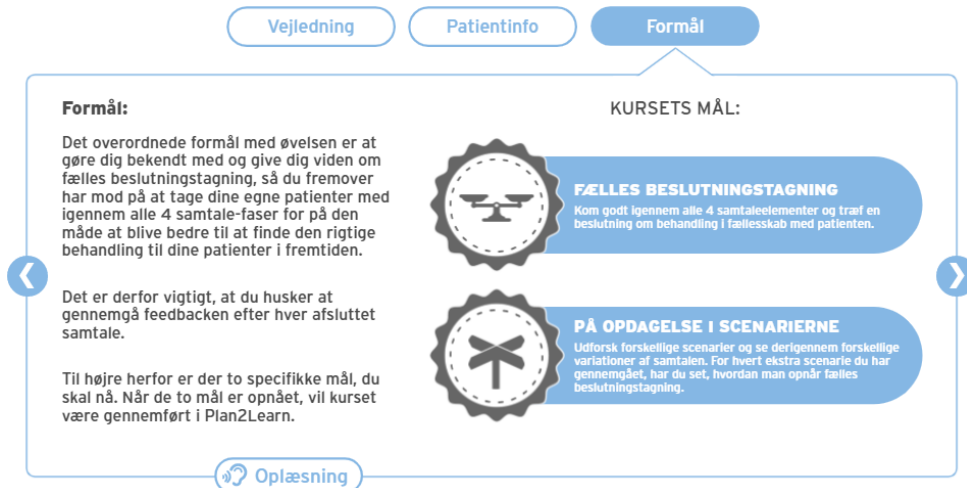 Vejledning
Patientinfo
Formål
Formål:
Det overordnede formål med øvelsen er at
gøre dig bekendt med og give dig viden om
fælles beslutningstagning, så du fremover
har mod på at tage dine egne patienter med
igennem alle 4 samtale-faser for på den
måde at blive bedre til at finde den rigtige
behandling til dine patienter i fremtiden.
Det er derfor vigtigt, at du husker at
gennemgå feedbacken efter hver afsluttet
samtale.
Til højre herfor er der to specifikke mål, du
skal nå. Når de to mål er opnået, vil kurset
være gennemført i Plan2Learn.
KURSETS MÅL:
FÆLLES BESLUTNINGSTAGNING
Kom godt igennem alle 4 samtaleelementer og træf en
beslutning om behandling i fællesskab med patienten.
PÅ OPDAGELSE I SCENARIERNE
Udforsk forskellige scenarier og se derigennem forskellige
variationer af samtalen. For hvert ekstra scenarie du har
gennemgået, har du set, hvordan man opnår fælles
beslutningstagning.
Oplæsning